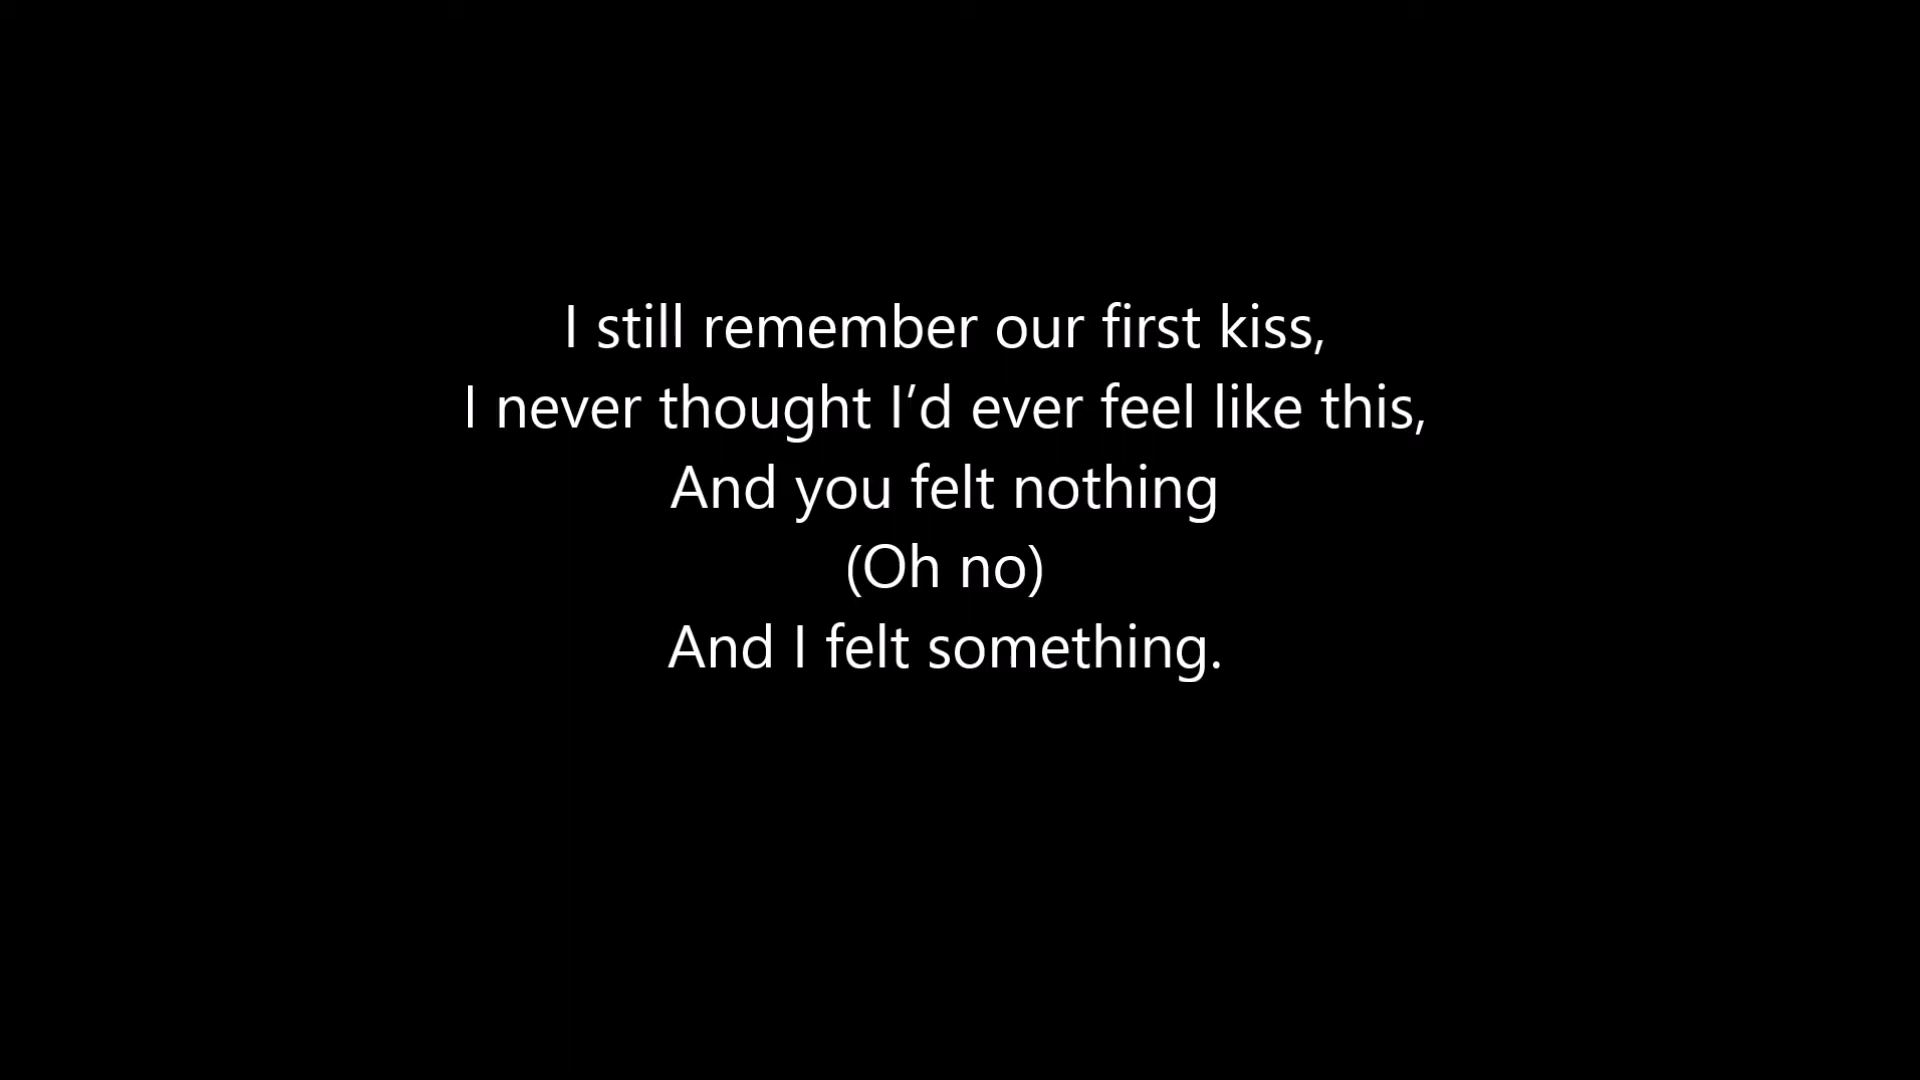 I still remember our first kiss,
I never thought I’d ever feel like this,
And you felt nothing
(Oh no)
And I felt something.